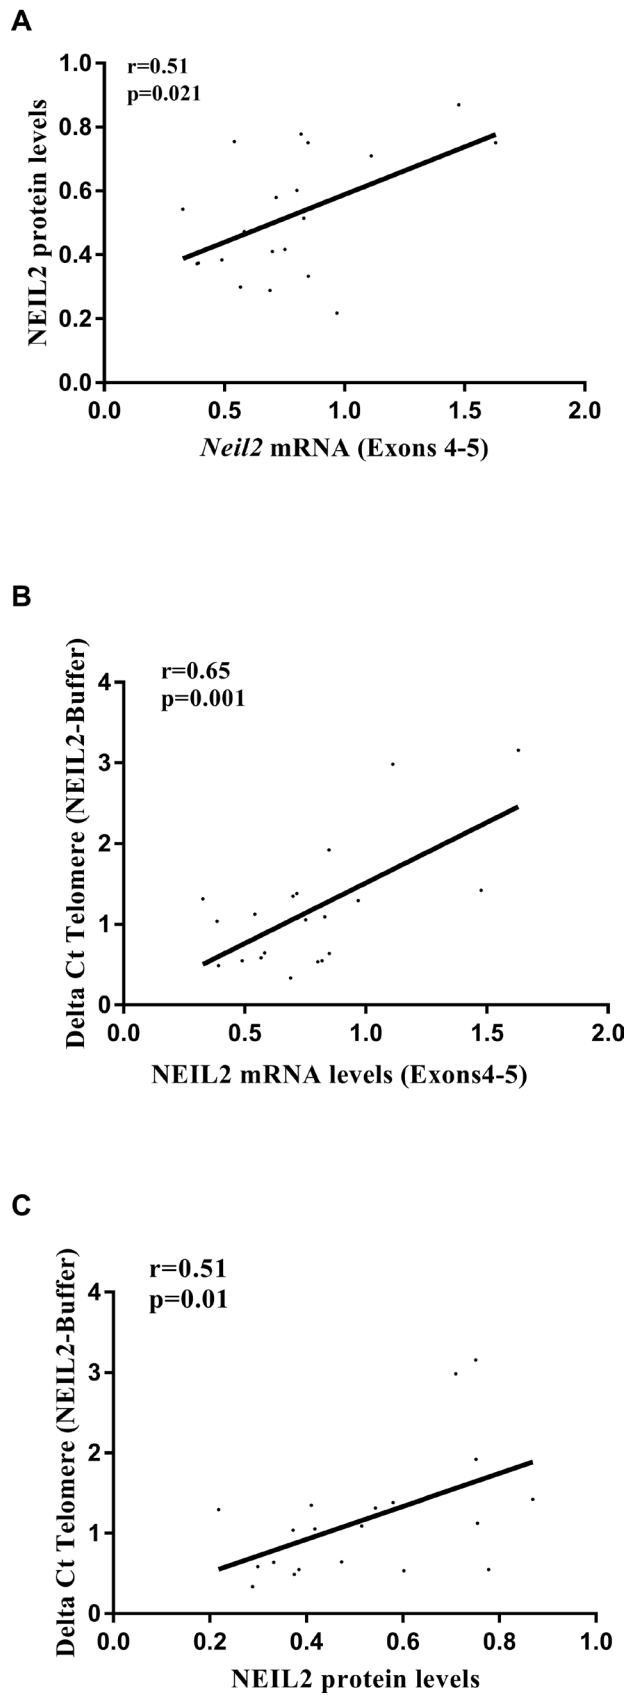 A
r=0.51
p=0.021
1.0
0.8
0.6
0.4
0.2
0.0
NEIL2 protein levels
0.0 0.5 1.0 1.5 2.0
Neil2 mRNA (Exons 4-5)
B
r=0.65
p=0.001
4
3
2
1
0
Delta Ct Telomere (NEIL2-Buffer)
0.0 0.5 1.0 1.5 2.0
NEIL2 mRNA levels (Exons4-5)
C
r=0.51
p=0.01
4
3
2
1
0
Delta Ct Telomere (NEIL2-Buffer)
0.0 0.2 0.4 0.6 0.8 1.0
NEIL2 protein levels